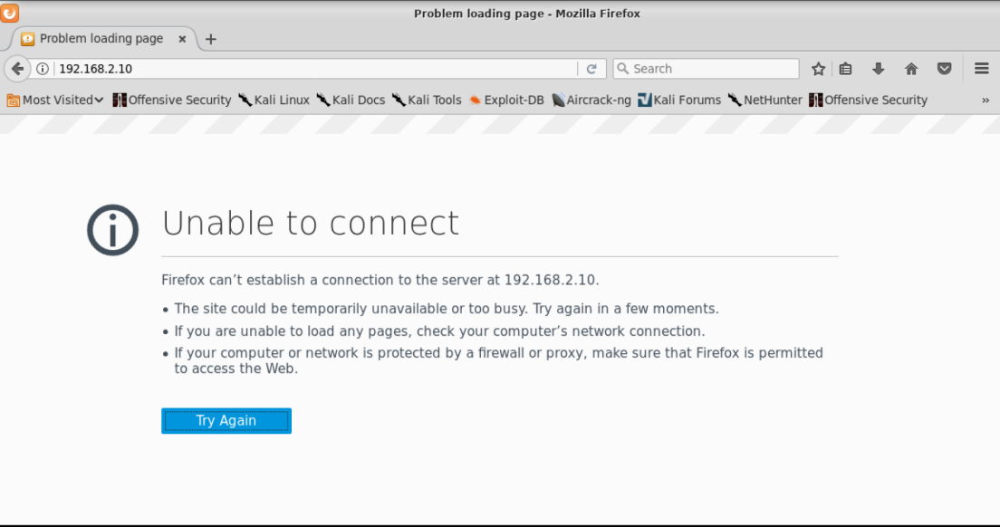 Problem loading page - Mozilla Firefox
Problem loading page
192.168.2.10
Search
Most Visited Offensive Security Kali Linux Kali Docs Kali Tools Exploit-DB Aircrack-ng Kali Forums NetHunter Offensive Security »
Unable to connect
Firefox can’t establish a connection to the server at 192.168.2.10.
• The site could be temporarily unavailable or too busy. Try again in a few moments.
• If you are unable to load any pages, check your computer’s network connection.
• If your computer or network is protected by a firewall or proxy, make sure that Firefox is permitted
to access the Web.
Try Again